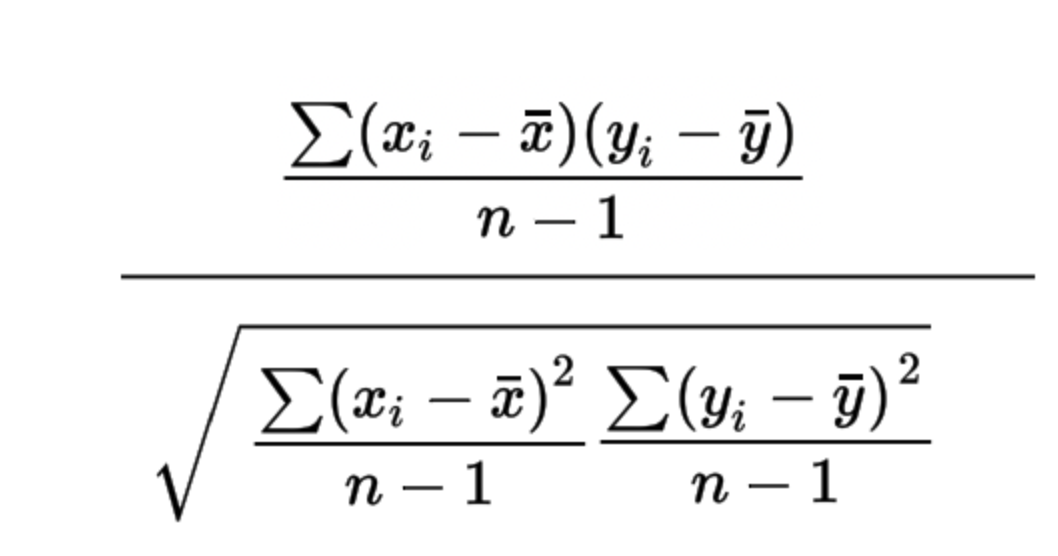 ∑(xᵢ − x̄)(yᵢ − ȳ)
n − 1
√ ∑(xᵢ − x̄)² ∑(yᵢ − ȳ)²
n − 1 n − 1